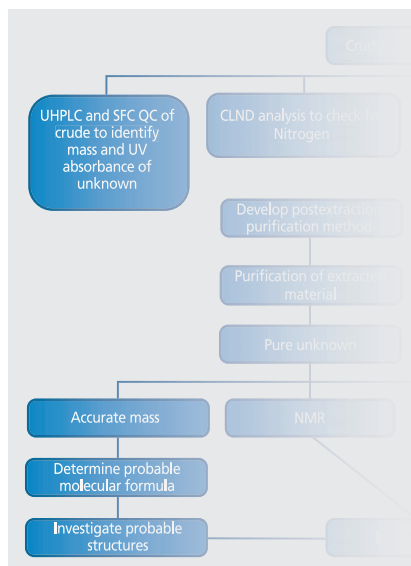 Crude
UHPLC and SFC QC of
crude to identify
mass and UV
absorbance of
unknown
CLND analysis to check for
Nitrogen
Develop postextraction
purification method
Purification of extracted
material
Pure unknown
Accurate mass
NMR
Determine probable
molecular formula
Investigate probable
structures